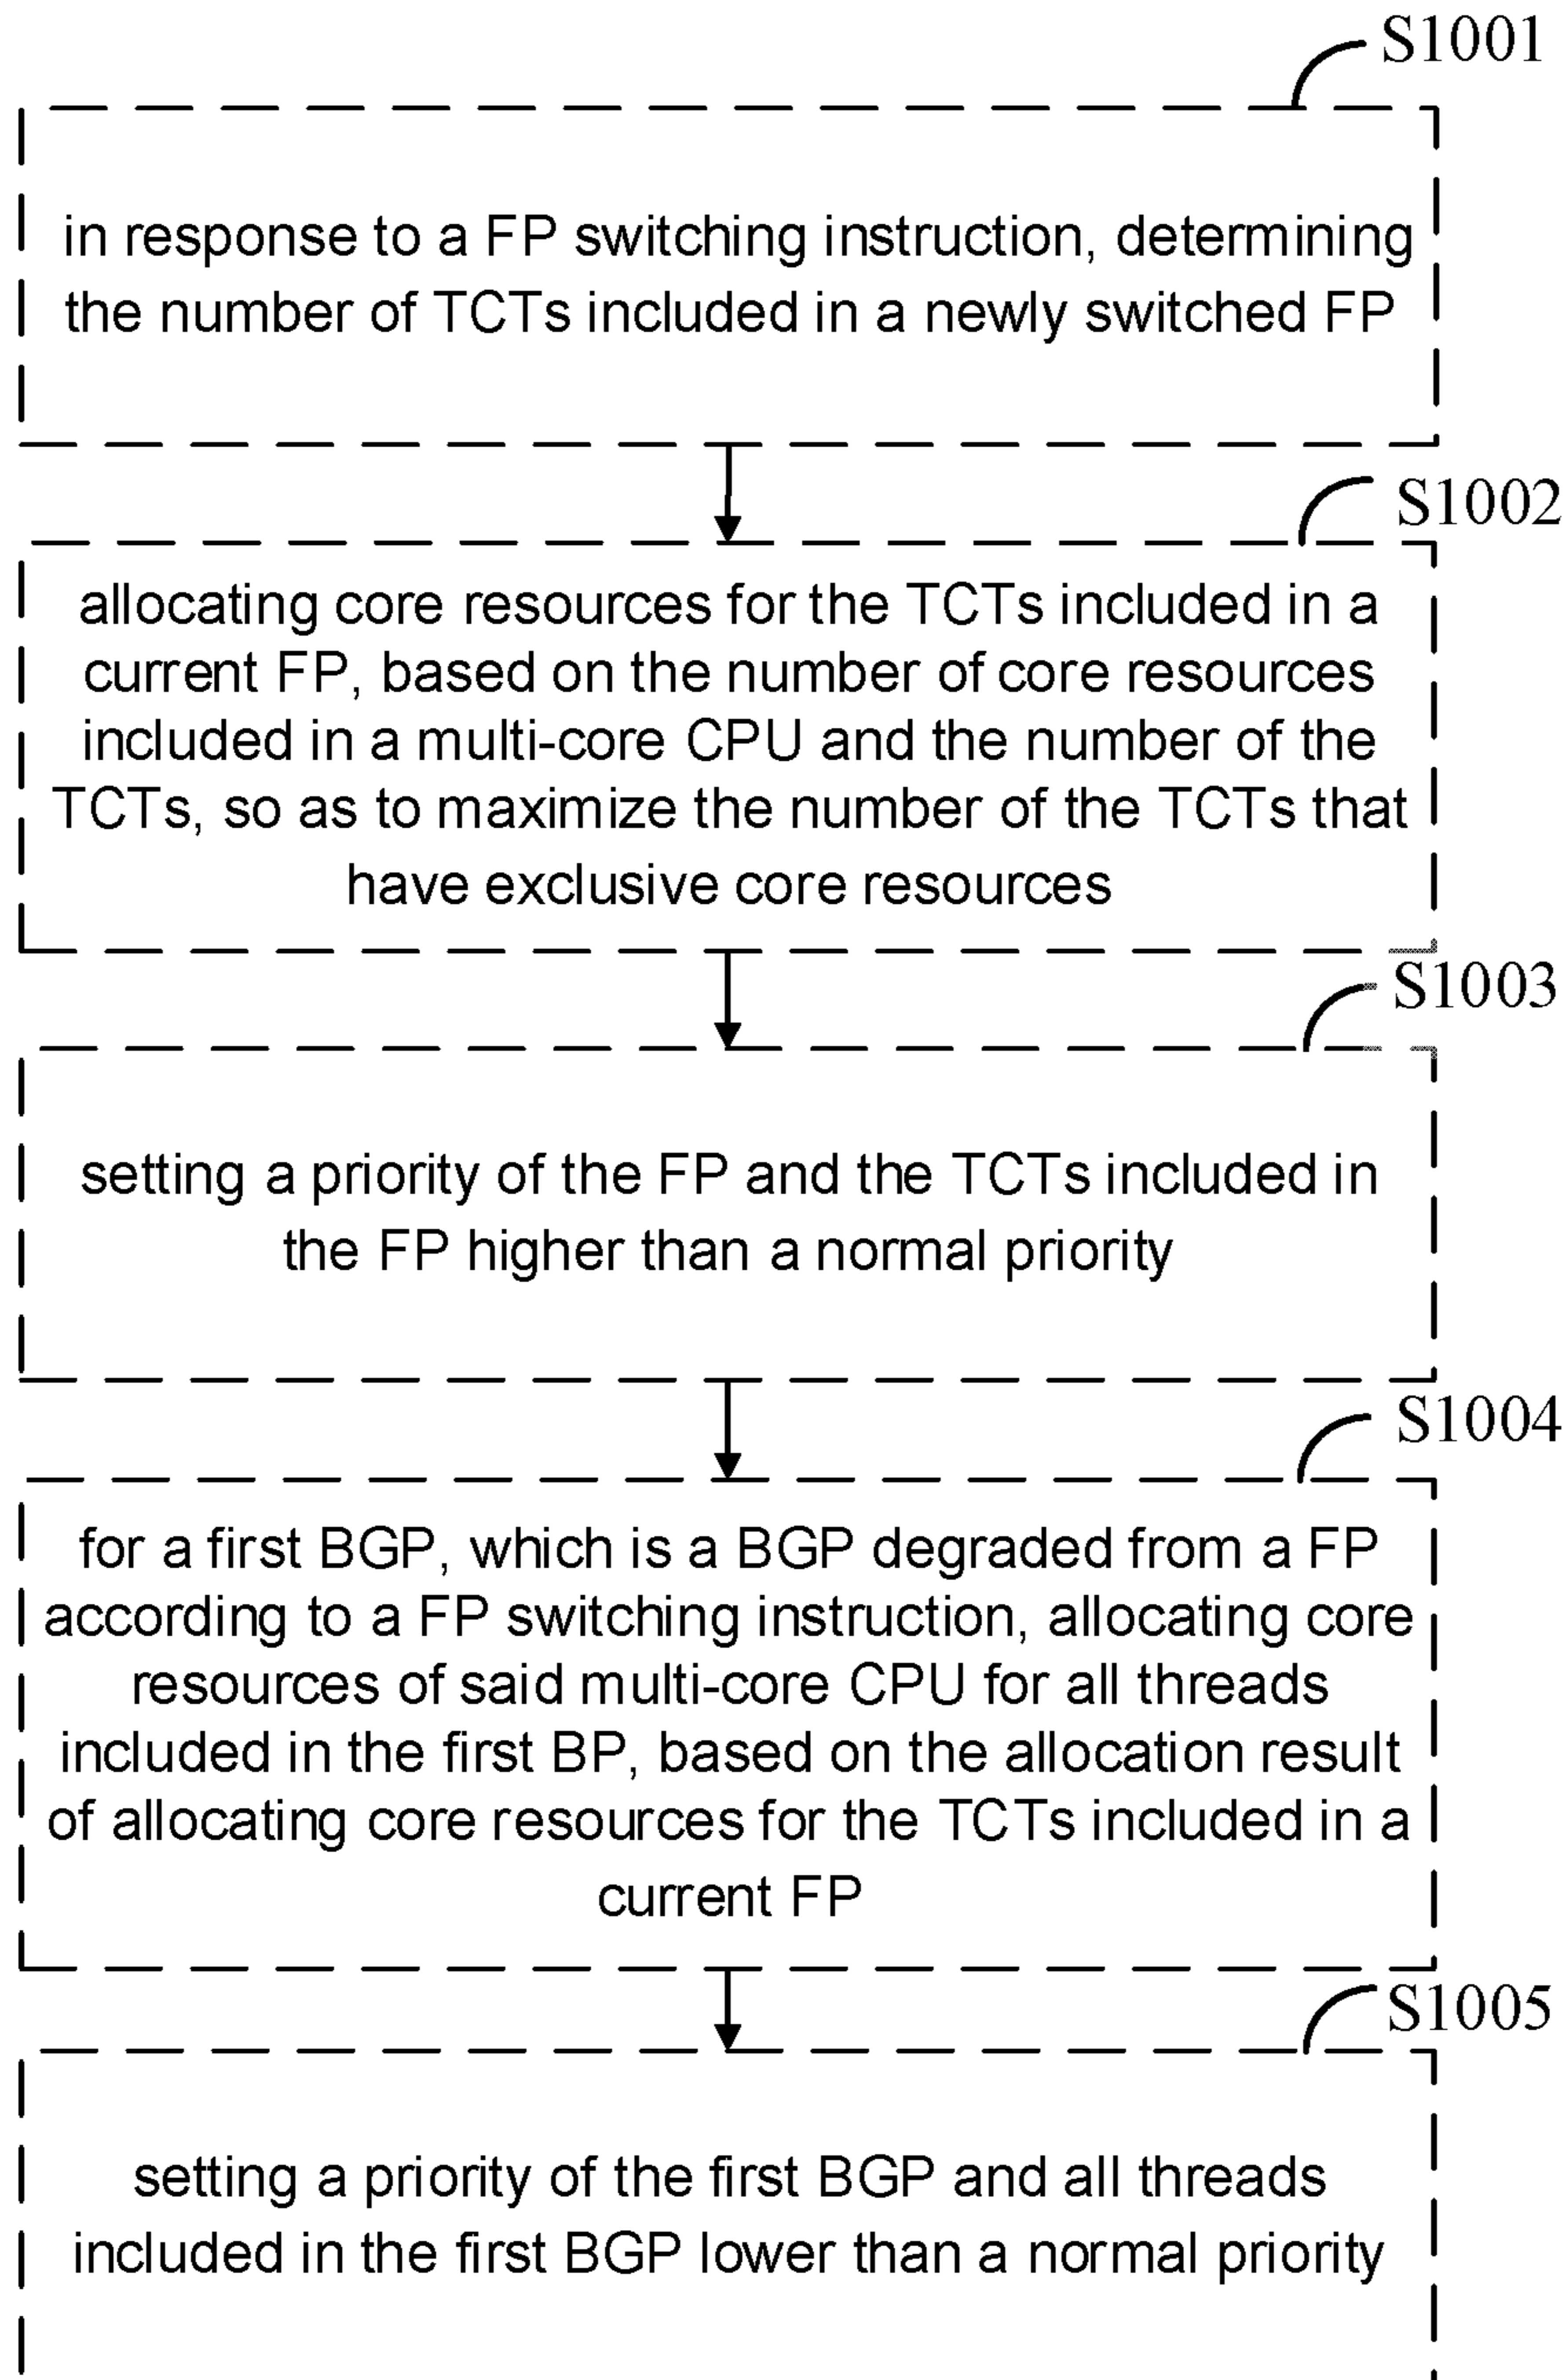 S1001
in response to a FP switching instruction, determining
the number of TCTs included in a newly switched FP
S1002
allocating core resources for the TCTs included in a
current FP, based on the number of core resources
included in a multi-core CPU and the number of the
TCTs, so as to maximize the number of the TCTs that
have exclusive core resources
S1003
setting a priority of the FP and the TCTs included in
the FP higher than a normal priority
S1004
for a first BGP, which is a BGP degraded from a FP
according to a FP switching instruction, allocating core
resources of said multi-core CPU for all threads
included in the first BP, based on the allocation result
of allocating core resources for the TCTs included in a
current FP
S1005
setting a priority of the first BGP and all threads
included in the first BGP lower than a normal priority